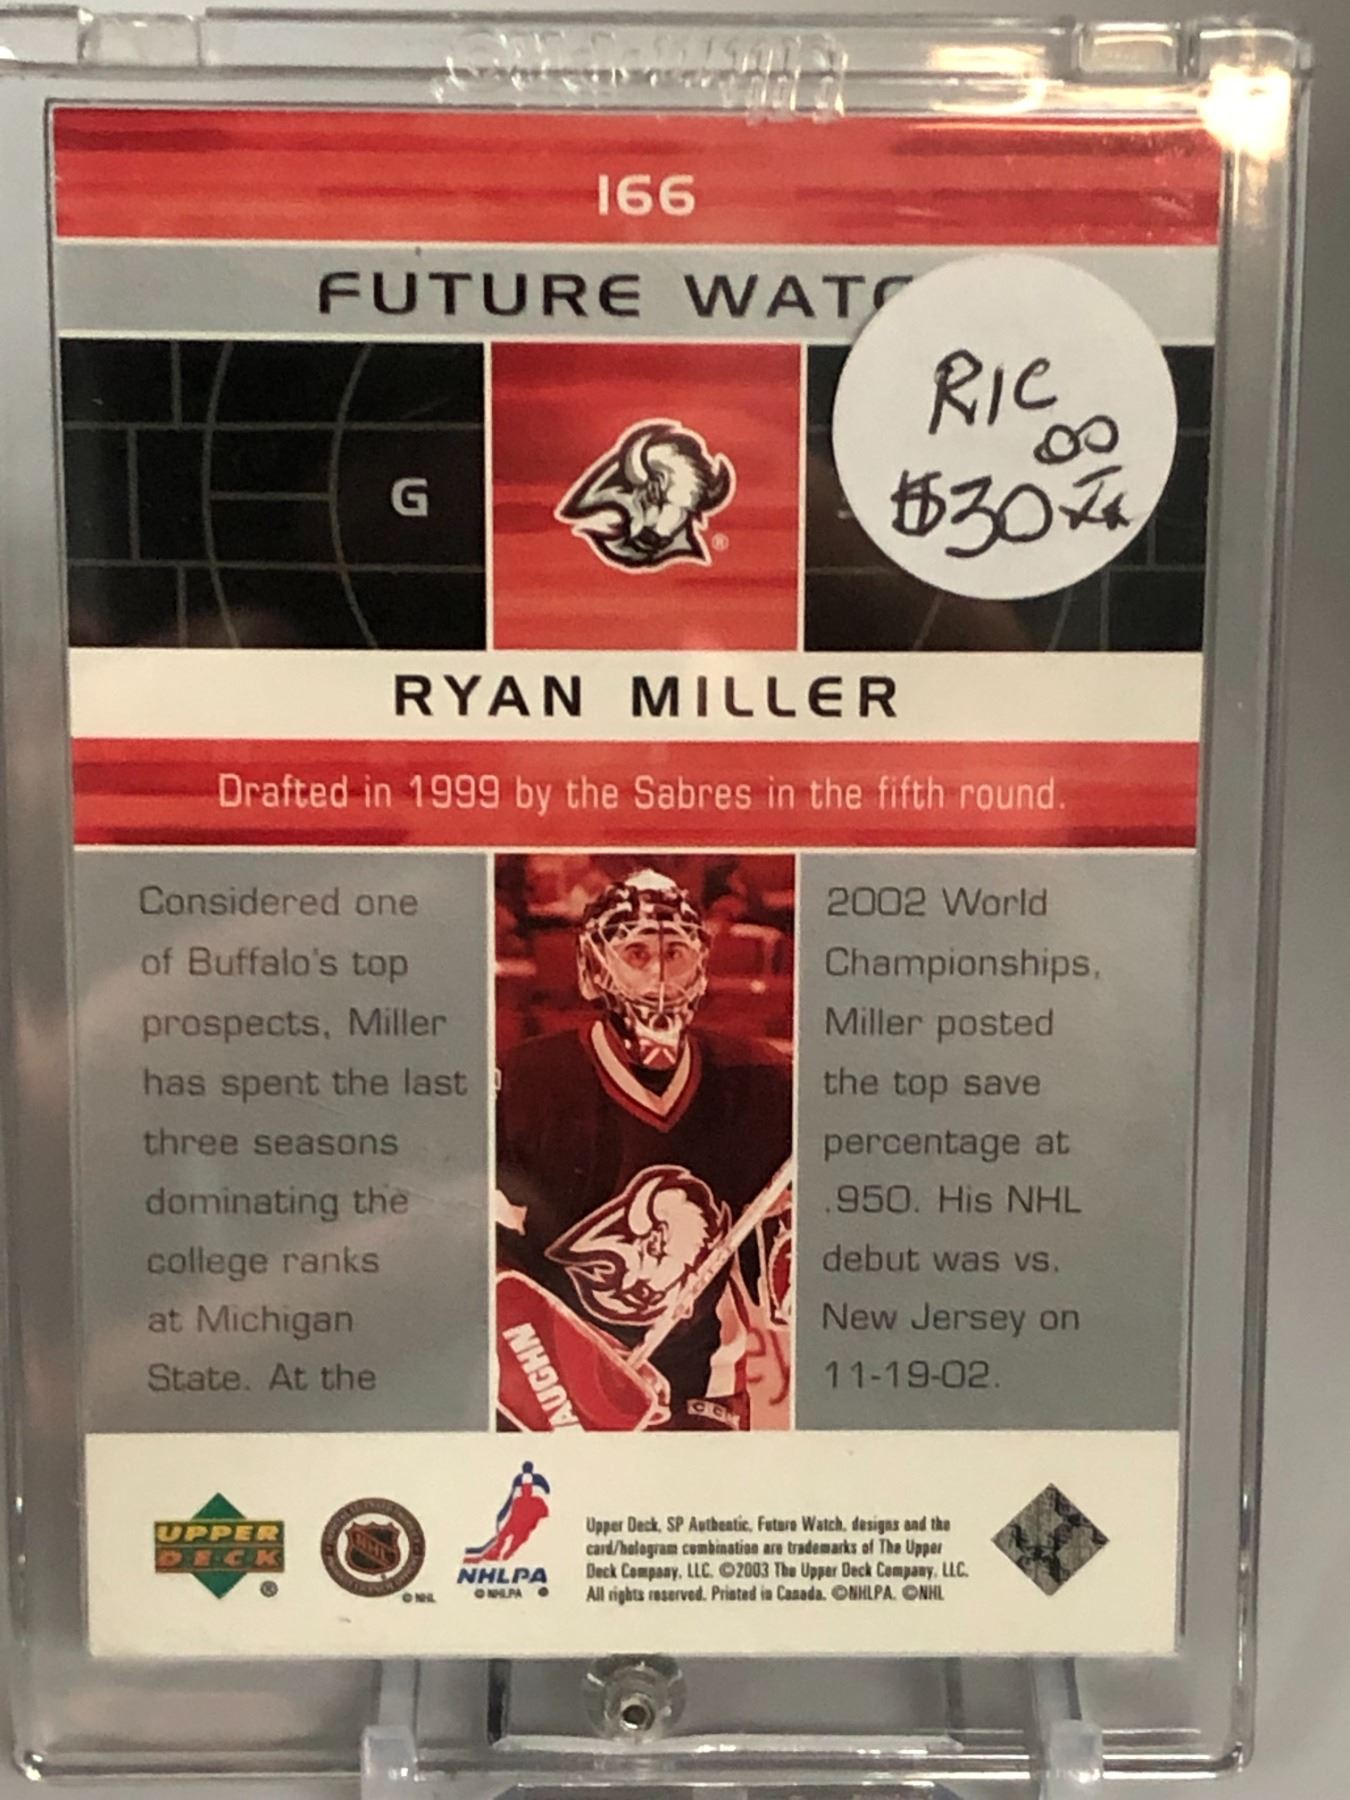 166
FUTURE WATC
R/C
$30 00
G
RYAN MILLER
Drafted in 1999 by the Sabres in the fifth round.
Considered one
of Buffalo's top
prospects, Miller
has spent the last
three seasons
dominating the
college ranks
at Michigan
State. At the
2002 World
Championships,
Miller posted
the top save
percentage at
.950. His NHL
debut was vs.
New Jersey on
11-19-02.
AUGHN
CCM
UPPER
DECK
®
NHL
© NHL
NHLPA
© NHLPA
Upper Deck, SP Authentic, Future Watch, designs and the
card/hologram combination are trademarks of The Upper
Deck Company, LLC. ©2003 The Upper Deck Company, LLC.
All rights reserved. Printed in Canada. ©NHLPA. ©NHL